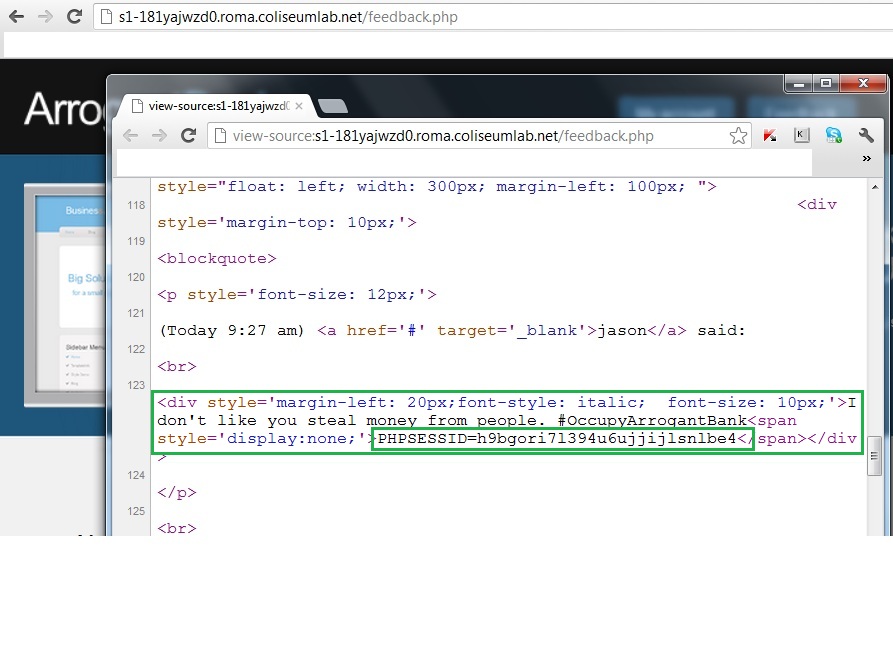 s1-181yajwzd0.roma.coliseumlab.net/feedback.php
view-source:s1-181yajwzd0
view-source:s1-181yajwzd0.roma.coliseumlab.net/feedback.php
K
»
Arrog
Busines
Big Solu
for a small
Sidebar Menu
style="float: left; width: 300px; margin-left: 100px; ">
118 <div
style='margin-top: 10px;'>
119
<blockquote>
120
<p style='font-size: 12px;'>
121
(Today 9:27 am) <a href='#' target='_blank'>jason</a> said:
122
<br>
123
<div style='margin-left: 20px;font-style: italic;  font-size: 10px;'>I
don't like you steal money from people. #OccupyArrogantBank<span
style='display:none;'>PHPSESSID=h9bgori7l394u6ujjijlsnlbe4</span></div
>
124
</p>
125
<br>